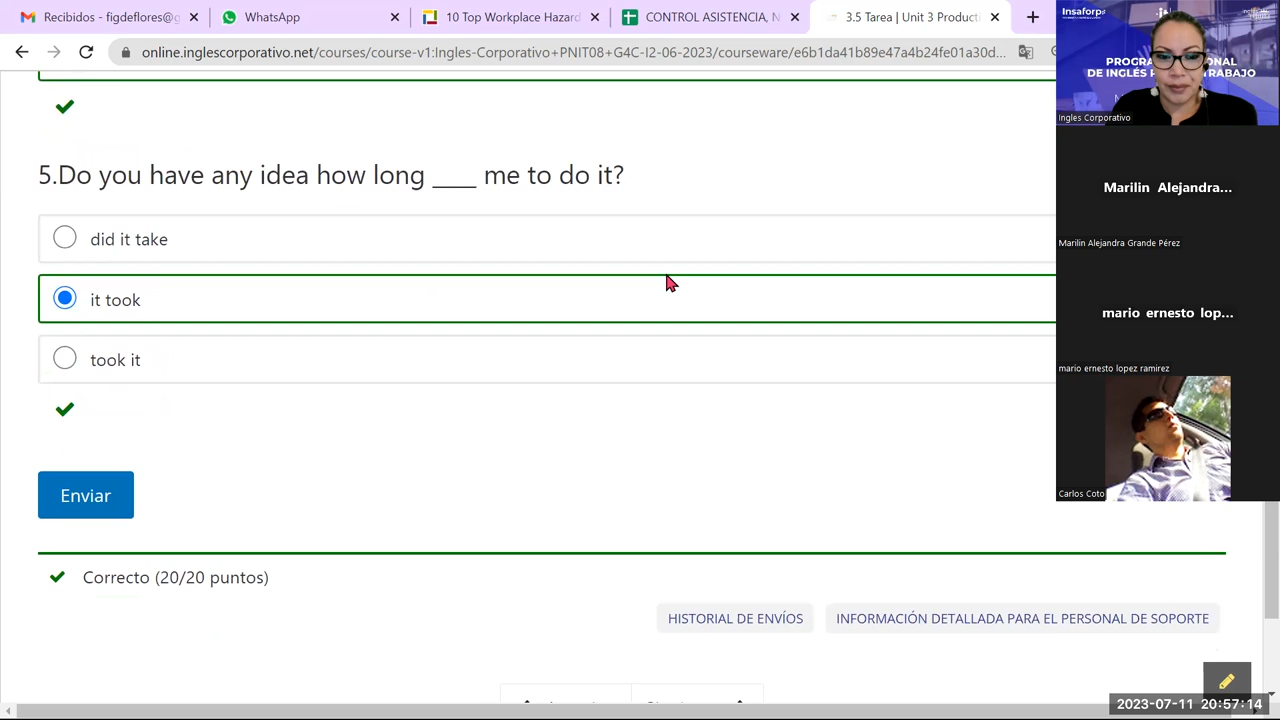 Recibidos - figdeflores@g
WhatsApp
10 Top Workplace Tizanı
CONTROL ASISTENCIA, N
3.5 Tarea | Unit 3 Product
online.inglescorporativo.net/courses/course-v1:Ingles-Corporativo+PNIT08+G4C-I2-06-2023/courseware/e6b1da41b89e47a4b24fe01a30d...
5.Do you have any idea how long ____ me to do it?
did it take
it took
took it
Enviar
Correcto (20/20 puntos)
HISTORIAL DE ENVÍOS
INFORMACIÓN DETALLADA PARA EL PERSONAL DE SOPORTE
Insaforp
Ingles Corporativo
Marilin Alejandra...
Marilin Alejandra Grande Pérez
mario ernesto lop...
mario ernesto lopez ramirez
Carlos Coto
2023-07-11 20:57:14